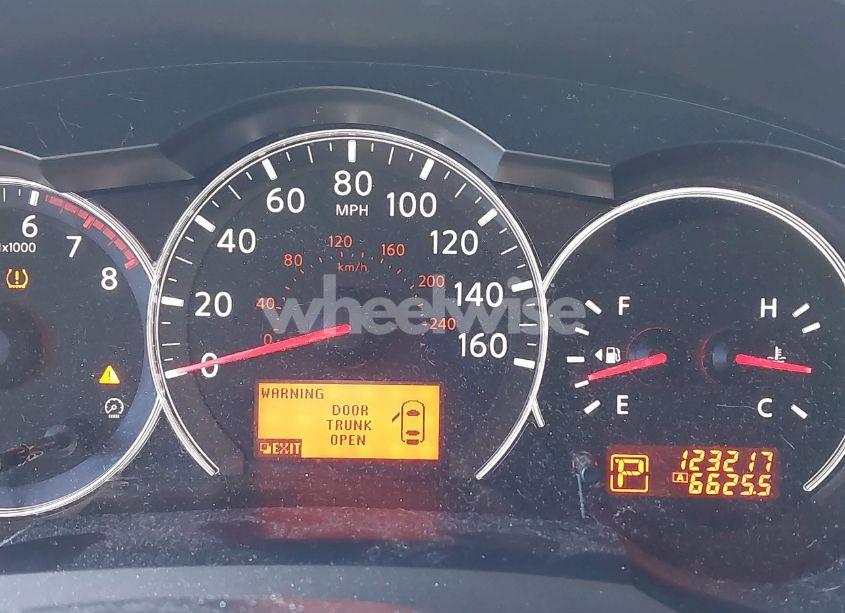 6
7
8
x1000
0
20
40
60
80
100
120
140
160
MPH
0
40
80
120
160
200
240
km/h
wheelwise
WARNING
DOOR
TRUNK
OPEN
EXIT
F
E
H
C
P
123217
A 6625.5